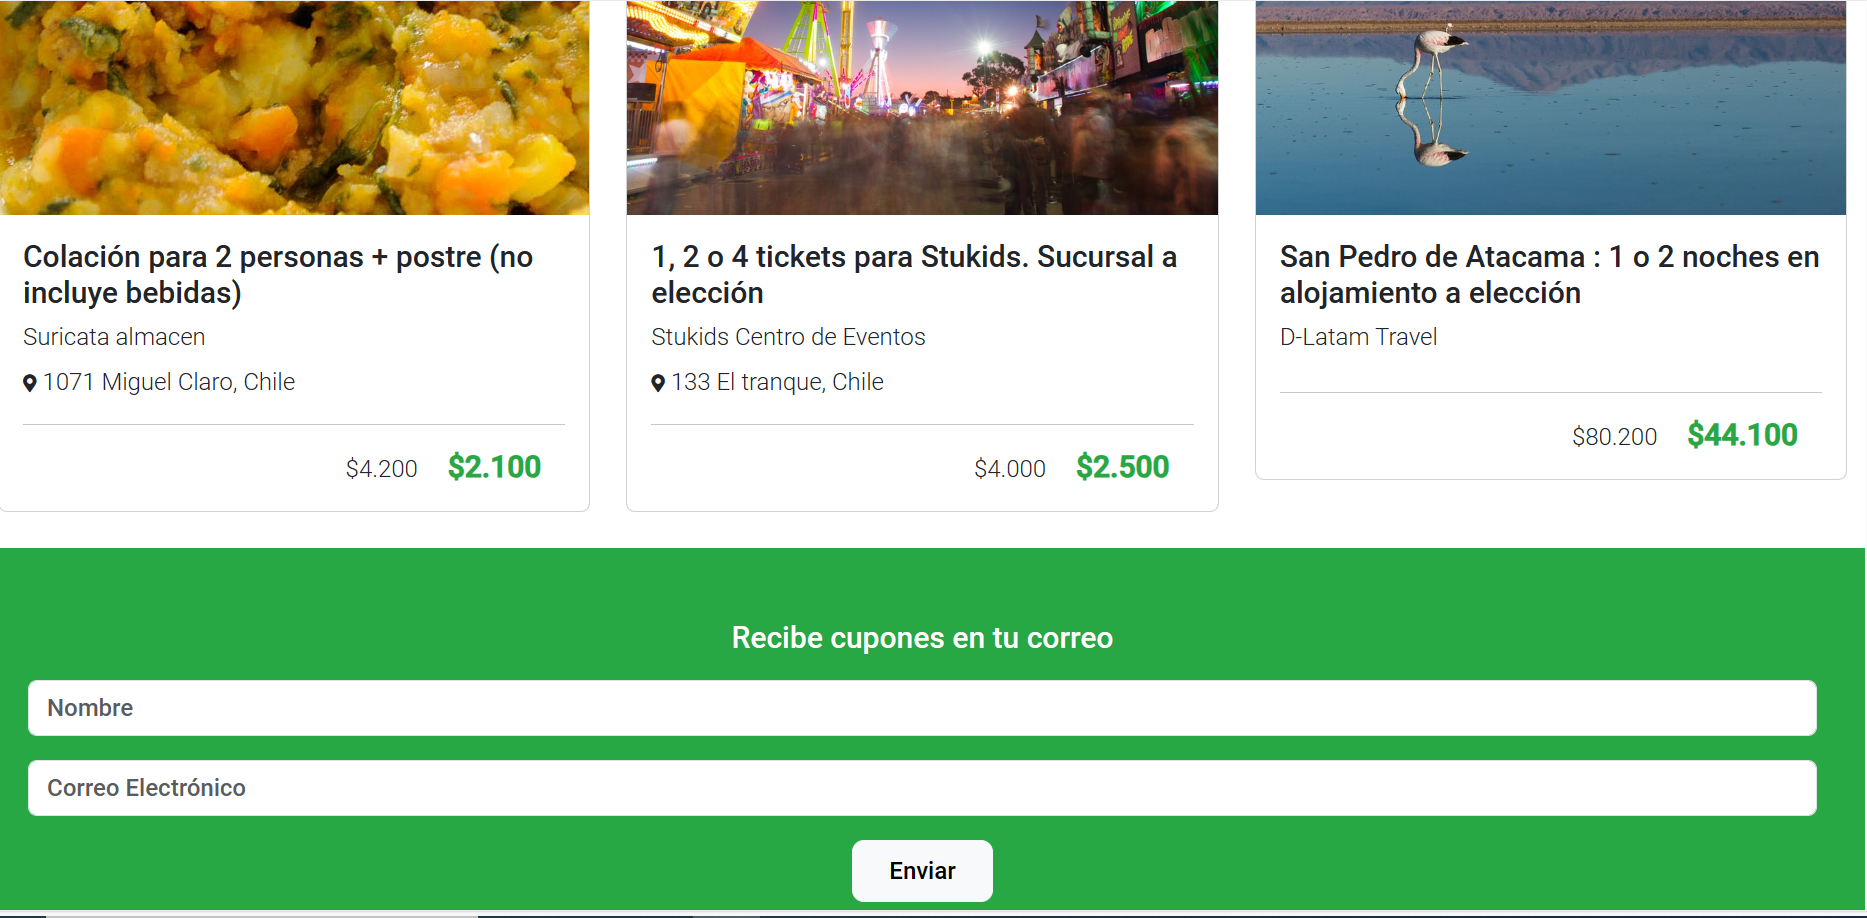 Colación para 2 personas + postre (no
incluye bebidas)
Suricata almacen
1071 Miguel Claro, Chile
$4.200 $2.100
1, 2 o 4 tickets para Stukids. Sucursal a
elección
Stukids Centro de Eventos
133 El tranque, Chile
$4.000 $2.500
San Pedro de Atacama : 1 o 2 noches en
alojamiento a elección
D-Latam Travel
$80.200 $44.100
Recibe cupones en tu correo
Nombre
Correo Electrónico
Enviar